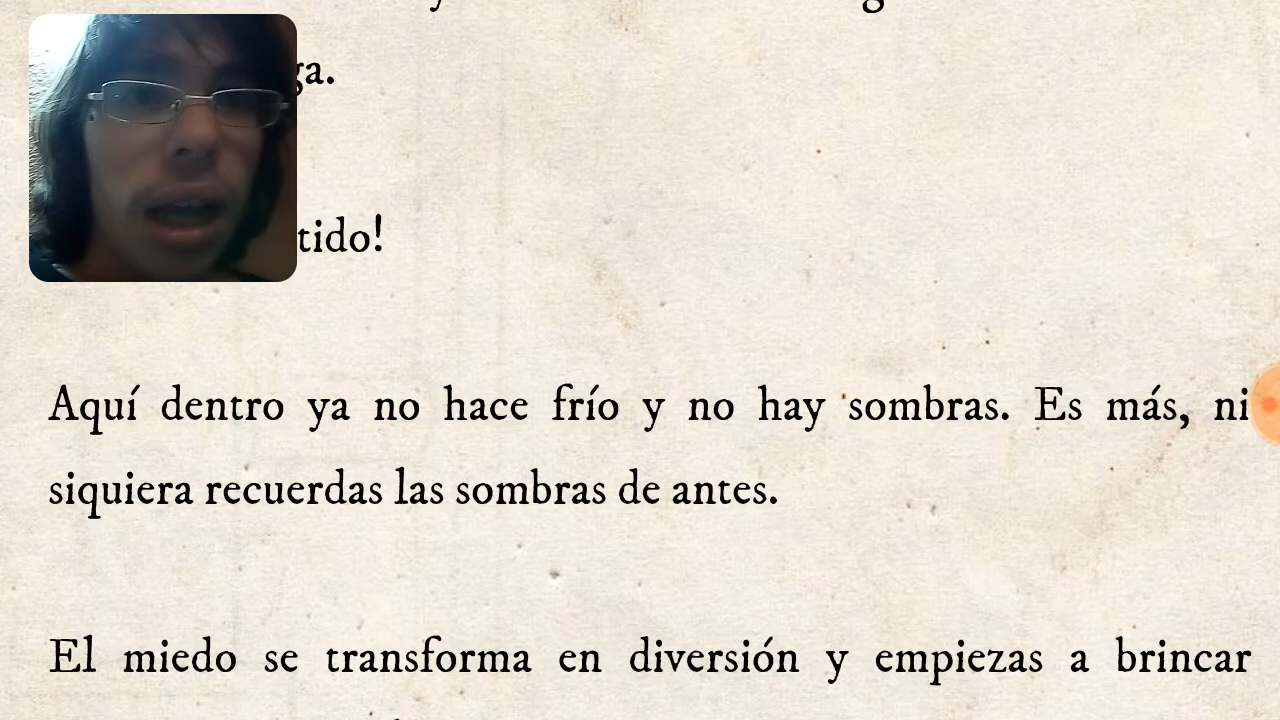 tido!
Aquí dentro ya no hace frío y no hay sombras. Es más, ni
siquiera recuerdas las sombras de antes.
El miedo se transforma en diversión y empiezas a brincar